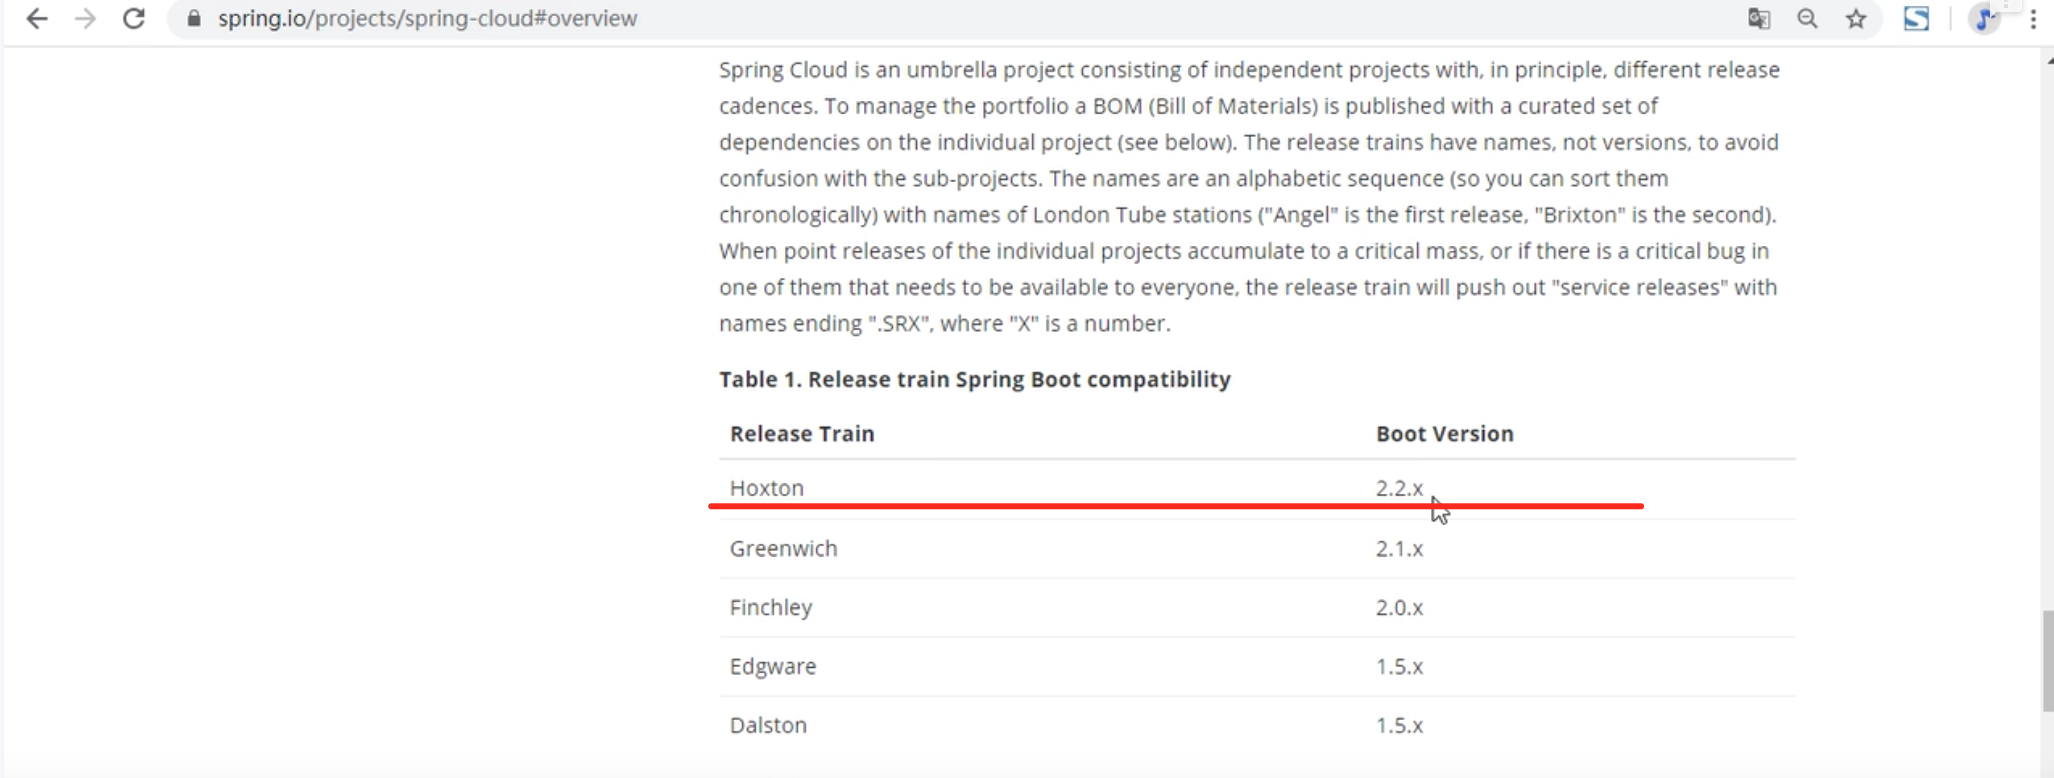 spring.io/projects/spring-cloud#overview
Spring Cloud is an umbrella project consisting of independent projects with, in principle, different release
cadences. To manage the portfolio a BOM (Bill of Materials) is published with a curated set of
dependencies on the individual project (see below). The release trains have names, not versions, to avoid
confusion with the sub-projects. The names are an alphabetic sequence (so you can sort them
chronologically) with names of London Tube stations ("Angel" is the first release, "Brixton" is the second).
When point releases of the individual projects accumulate to a critical mass, or if there is a critical bug in
one of them that needs to be available to everyone, the release train will push out "service releases" with
names ending ".SRX", where "X" is a number.
Table 1. Release train Spring Boot compatibility
Release Train Boot Version
Hoxton 2.2.x
Greenwich 2.1.x
Finchley 2.0.x
Edgware 1.5.x
Dalston 1.5.x